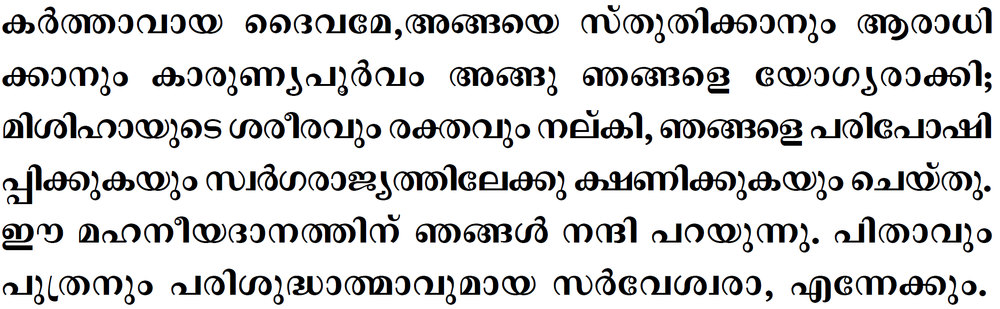 കർത്താവായ ദൈവമേ,അങ്ങയെ സ്തുതിക്കാനും ആരാധി
ക്കാനും കാരുണ്യപൂർവം അങ്ങു ഞങ്ങളെ യോഗ്യരാക്കി;
മിശിഹായുടെ ശരീരവും രക്തവും നല്കി, ഞങ്ങളെ പരിപോഷി
പ്പിക്കുകയും സ്വർഗരാജ്യത്തിലേക്കു ക്ഷണിക്കുകയും ചെയ്തു.
ഈ മഹനീയദാനത്തിന് ഞങ്ങൾ നന്ദി പറയുന്നു. പിതാവും
പുത്രനും പരിശുദ്ധാത്മാവുമായ സർവേശ്വരാ, എന്നേക്കും.